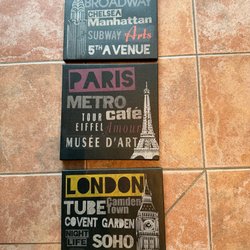 BROADWAY
CHELSEA
Manhattan
SUBWAY Arts
5TH AVENUE
PARIS
METRO
TOUR café
EIFFEL Amour
MUSÉE D'ART
LONDON
TUBE Camden
Town
COVENT GARDEN
NIGHT
LIFE SOHO